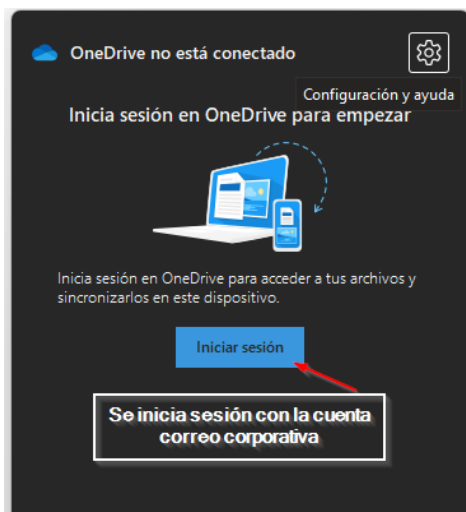 OneDrive no está conectado
Configuración y ayuda
Inicia sesión en OneDrive para empezar
Inicia sesión en OneDrive para acceder a tus archivos y
sincronizarlos en este dispositivo.
Iniciar sesión
Se inicia sesión con la cuenta
correo corporativa